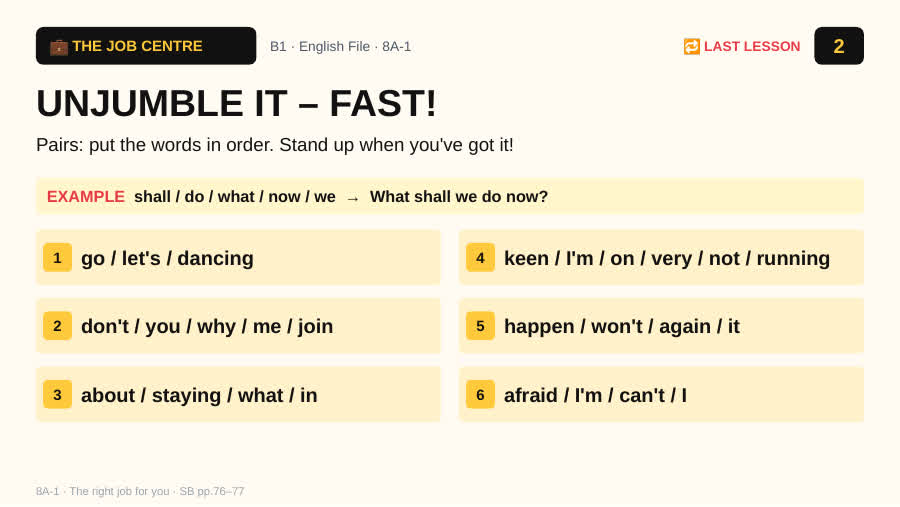 💼 THE JOB CENTRE
B1 · English File · 8A-1
🔁 LAST LESSON
2
UNJUMBLE IT – FAST!
Pairs: put the words in order. Stand up when you've got it!
EXAMPLE shall / do / what / now / we → What shall we do now?
1 go / let's / dancing
2 don't / you / why / me / join
3 about / staying / what / in
4 keen / I'm / on / very / not / running
5 happen / won't / again / it
6 afraid / I'm / can't / I
8A-1 · The right job for you · SB pp.76–77